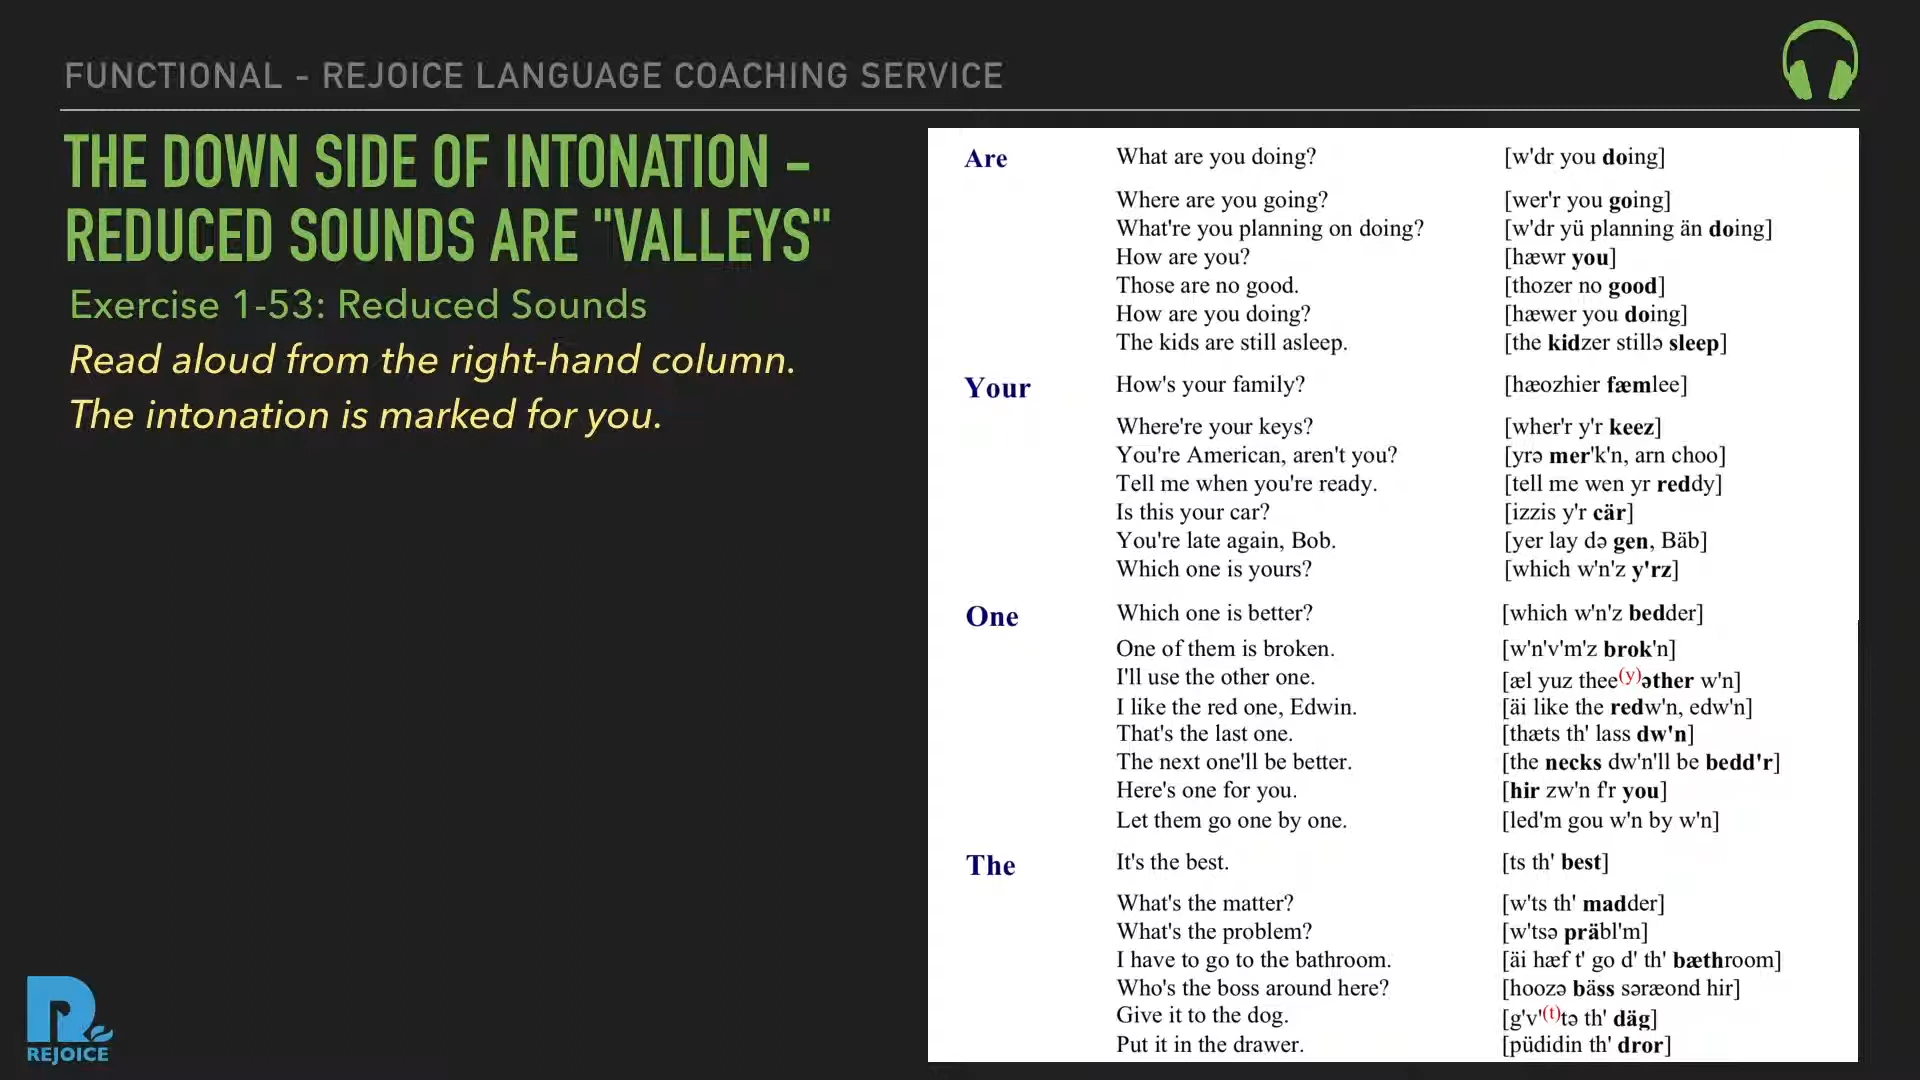 FUNCTIONAL - REJOICE LANGUAGE COACHING SERVICE
THE DOWN SIDE OF INTONATION -
REDUCED SOUNDS ARE "VALLEYS"
Exercise 1-53: Reduced Sounds
Read aloud from the right-hand column.
The intonation is marked for you.
Are What are you doing? [w'dr you doing]
Where are you going? [wer'r you going]
What're you planning on doing? [w'dr yü planning än doing]
How are you? [hæwr you]
Those are no good. [thozer no good]
How are you doing? [hæwer you doing]
The kids are still asleep. [the kidzer stillə sleep]
Your How's your family? [hæozhier fæmlee]
Where're your keys? [wher'r y'r keez]
You're American, aren't you? [yrə mer'k'n, arn choo]
Tell me when you're ready. [tell me wen yr reddy]
Is this your car? [izzis y'r cär]
You're late again, Bob. [yer lay də gen, Bäb]
Which one is yours? [which w'n'z y'rz]
One Which one is better? [which w'n'z bedder]
One of them is broken. [w'n'v'm'z brok'n]
I'll use the other one. [æl yuz thee(y)əther w'n]
I like the red one, Edwin. [äi like the redw'n, edw'n]
That's the last one. [thæts th' lass dw'n]
The next one'll be better. [the necks dw'n'll be bedd'r]
Here's one for you. [hir zw'n f'r you]
Let them go one by one. [led'm gou w'n by w'n]
The It's the best. [ts th' best]
What's the matter? [w'ts th' madder]
What's the problem? [w'tsə präbl'm]
I have to go to the bathroom. [äi hæf t' go d' th' bæthroom]
Who's the boss around here? [hoozə bäss səræond hir]
Give it to the dog. [g'v'(t)tə th' däg]
Put it in the drawer. [püdidin th' dror]
REJOICE